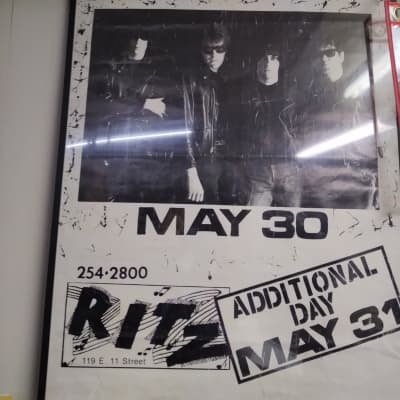 MAY 30
254·2800
RITZ
119 E. 11 Street
ADDITIONAL
DAY
MAY 31